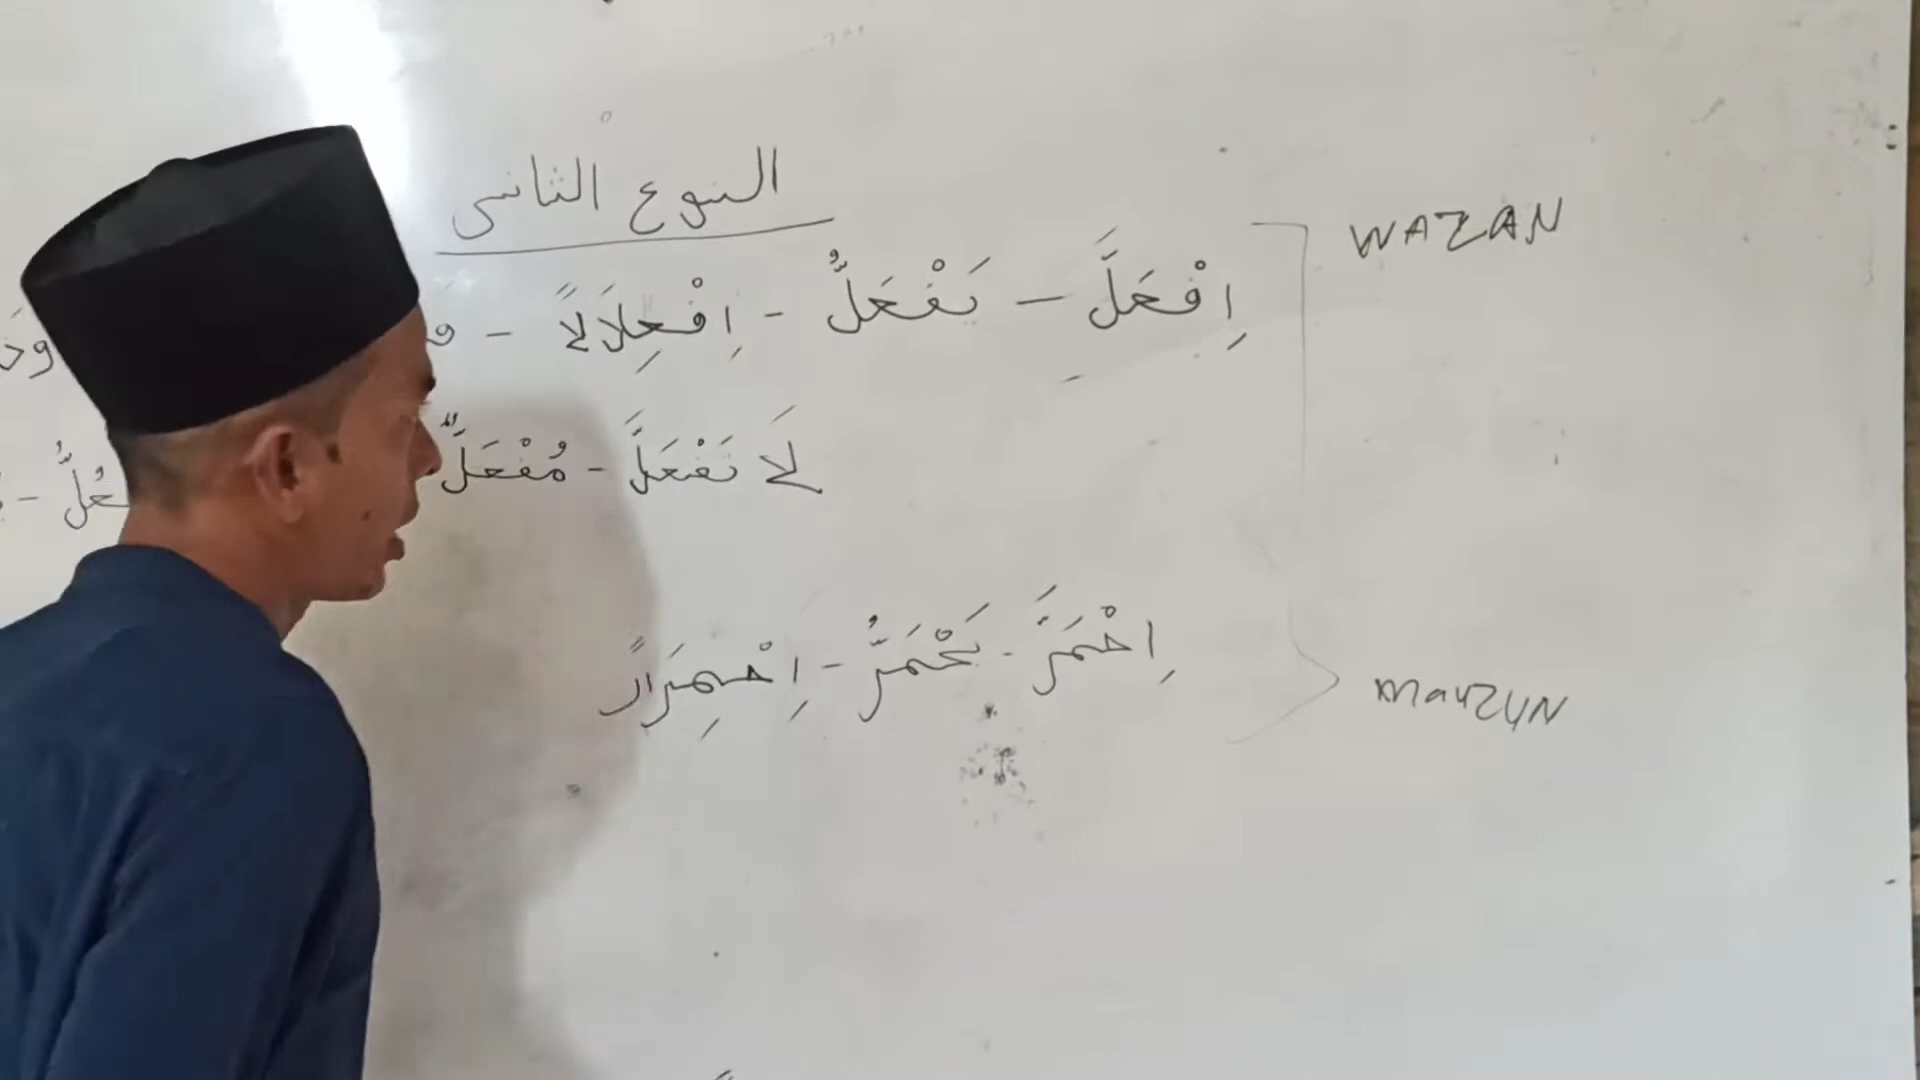 النوع الثاني
اِفْعَلَّ – يَفْعَلُّ – اِفْعِلَالًا –
WAZAN
لَا تَفْعَلَّ – مُفْعَلٌّ
اِحْمَرَّ – يَحْمَرُّ – اِحْمِرَارًا
MauZUN